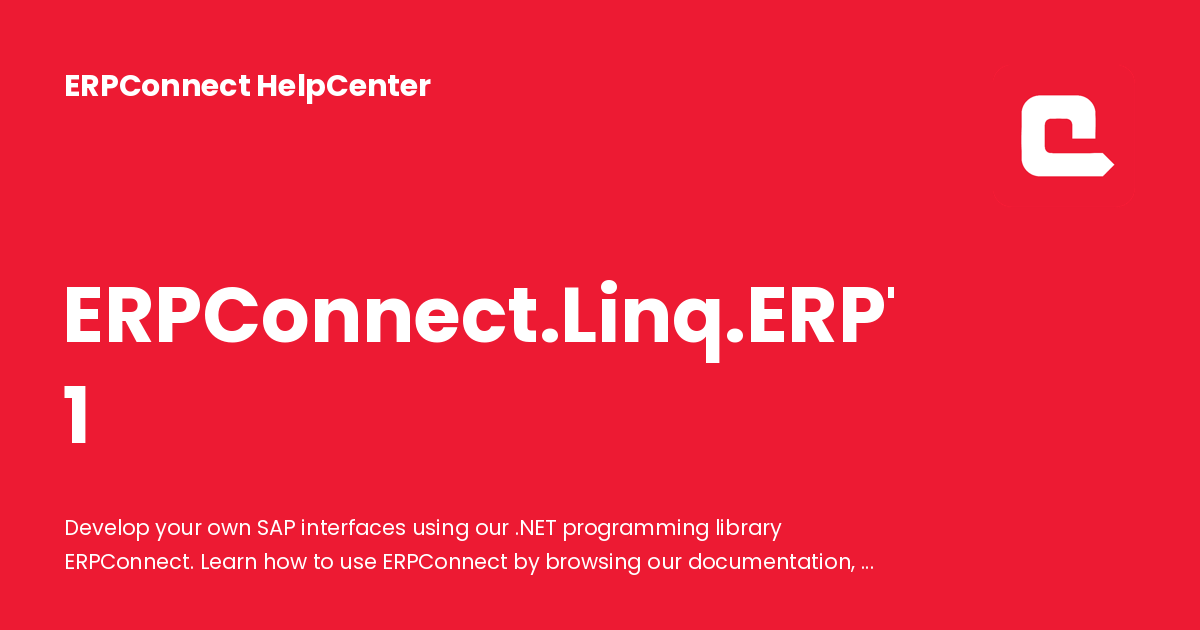 ERPConnect HelpCenter
ERPConnect.Linq.ERP'
1
Develop your own SAP interfaces using our .NET programming library
ERPConnect. Learn how to use ERPConnect by browsing our documentation, ...